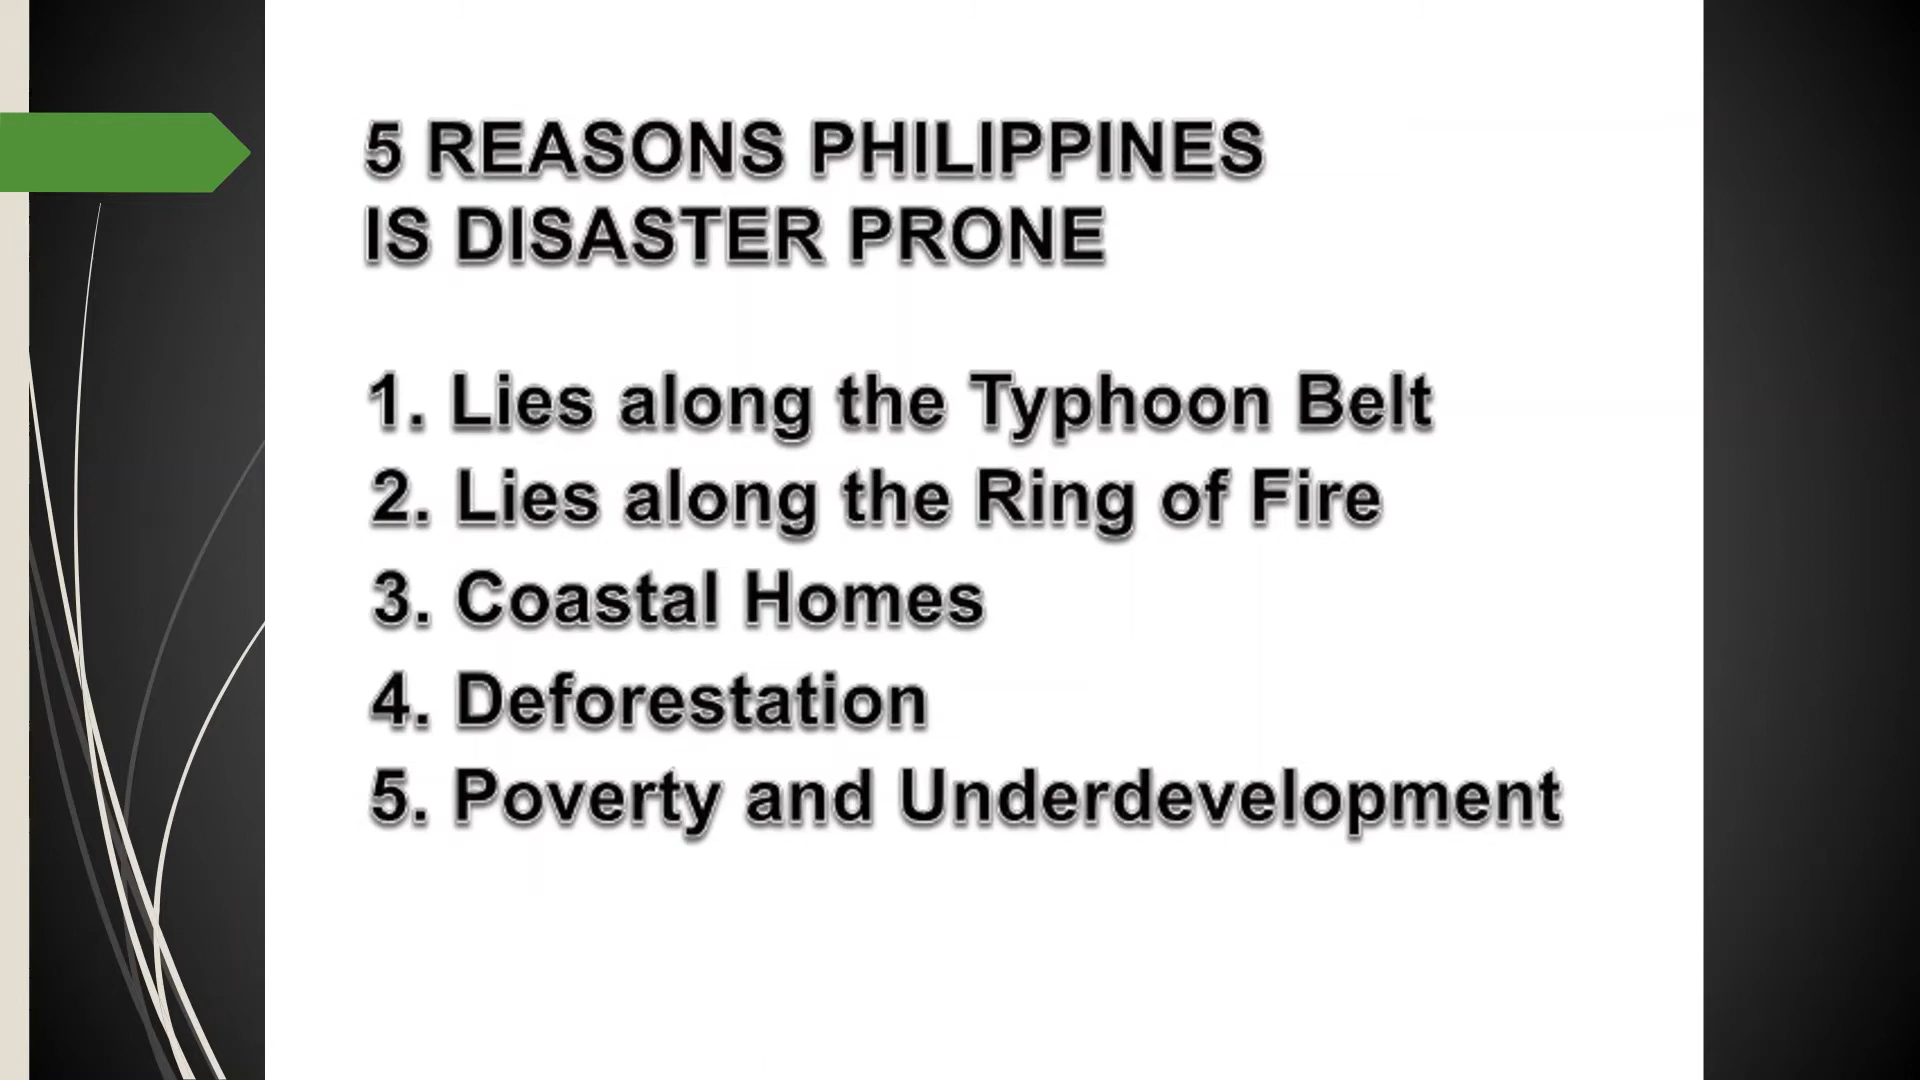 5 REASONS PHILIPPINES
IS DISASTER PRONE
1. Lies along the Typhoon Belt
2. Lies along the Ring of Fire
3. Coastal Homes
4. Deforestation
5. Poverty and Underdevelopment